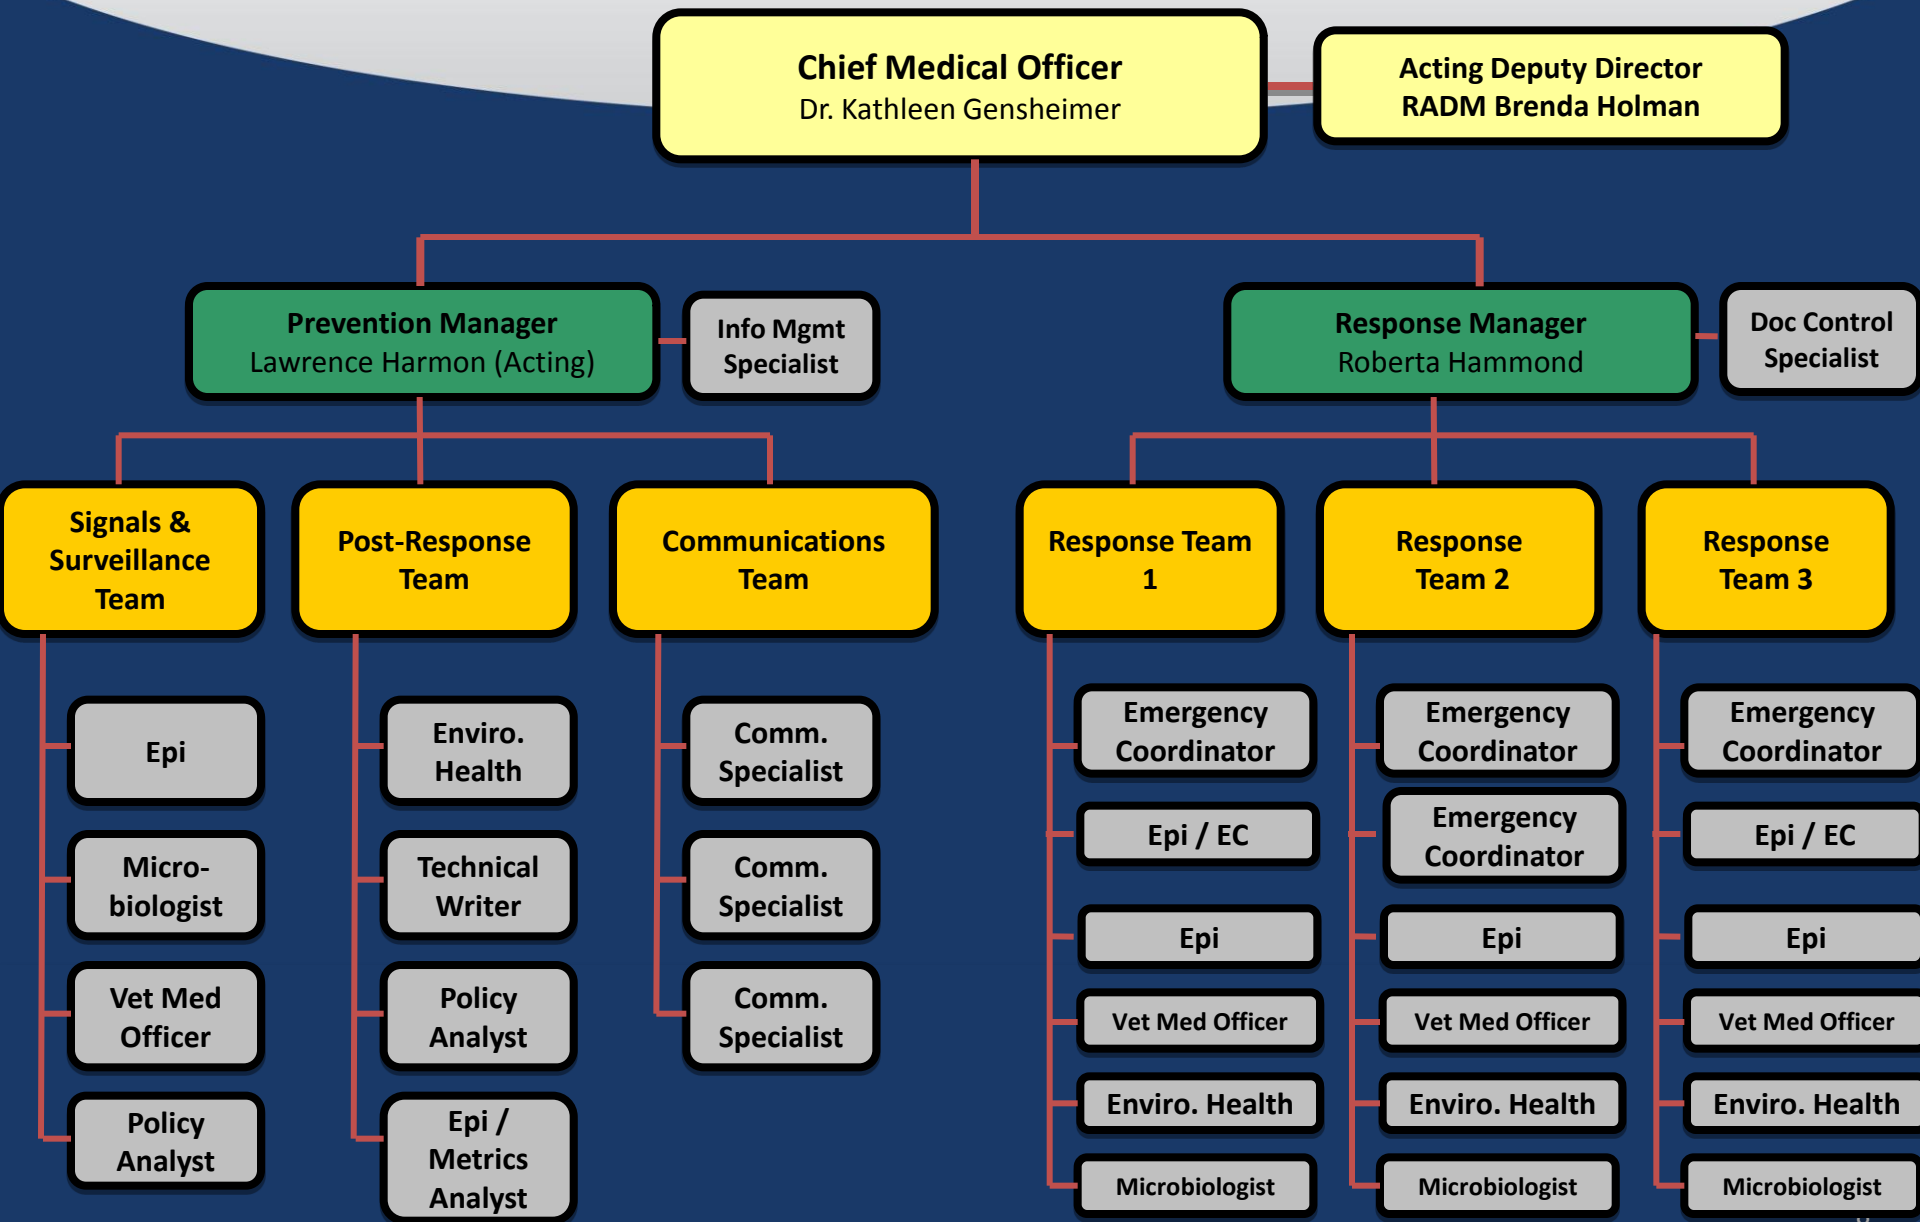 Chief Medical Officer
Dr. Kathleen Gensheimer
Acting Deputy Director
RADM Brenda Holman
Prevention Manager
Lawrence Harmon (Acting)
Info Mgmt
Specialist
Response Manager
Roberta Hammond
Doc Control
Specialist
Signals &
Surveillance
Team
Post-Response
Team
Communications
Team
Response Team
1
Response
Team 2
Response
Team 3
Epi
Micro-
biologist
Vet Med
Officer
Policy
Analyst
Enviro.
Health
Technical
Writer
Policy
Analyst
Epi /
Metrics
Analyst
Comm.
Specialist
Comm.
Specialist
Comm.
Specialist
Emergency
Coordinator
Epi / EC
Epi
Vet Med Officer
Enviro. Health
Microbiologist
Emergency
Coordinator
Emergency
Coordinator
Epi
Vet Med Officer
Enviro. Health
Microbiologist
Emergency
Coordinator
Epi / EC
Epi
Vet Med Officer
Enviro. Health
Microbiologist